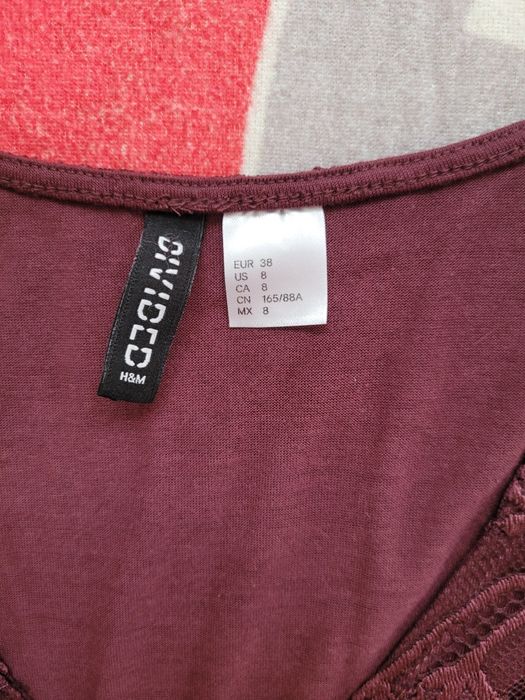 DIVIDED
H&M
EUR 38
US 8
CA 8
CN 165/88A
MX 8